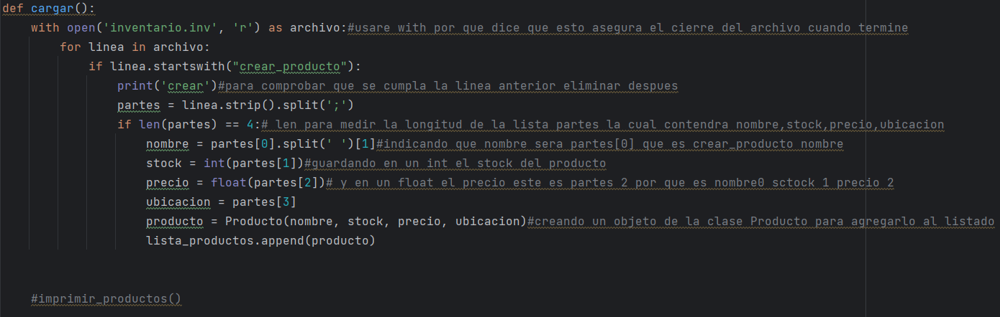 def cargar():
    with open('inventario.inv', 'r') as archivo:#usare with por que dice que esto asegura el cierre del archivo cuando termine
        for linea in archivo:
            if linea.startswith("crear_producto"):
                print('crear')#para comprobar que se cumpla la linea anterior eliminar despues
                partes = linea.strip().split(';')
                if len(partes) == 4:# len para medir la longitud de la lista partes la cual contendra nombre,stock,precio,ubicacion
                    nombre = partes[0].split(' ')[1]#indicando que nombre sera partes[0] que es crear_producto nombre
                    stock = int(partes[1])#guardando en un int el stock del producto
                    precio = float(partes[2])# y en un float el precio este es partes 2 por que es nombre0 sctock 1 precio 2
                    ubicacion = partes[3]
                    producto = Producto(nombre, stock, precio, ubicacion)#creando un objeto de la clase Producto para agregarlo al listado
                    lista_productos.append(producto)
    #imprimir_productos()